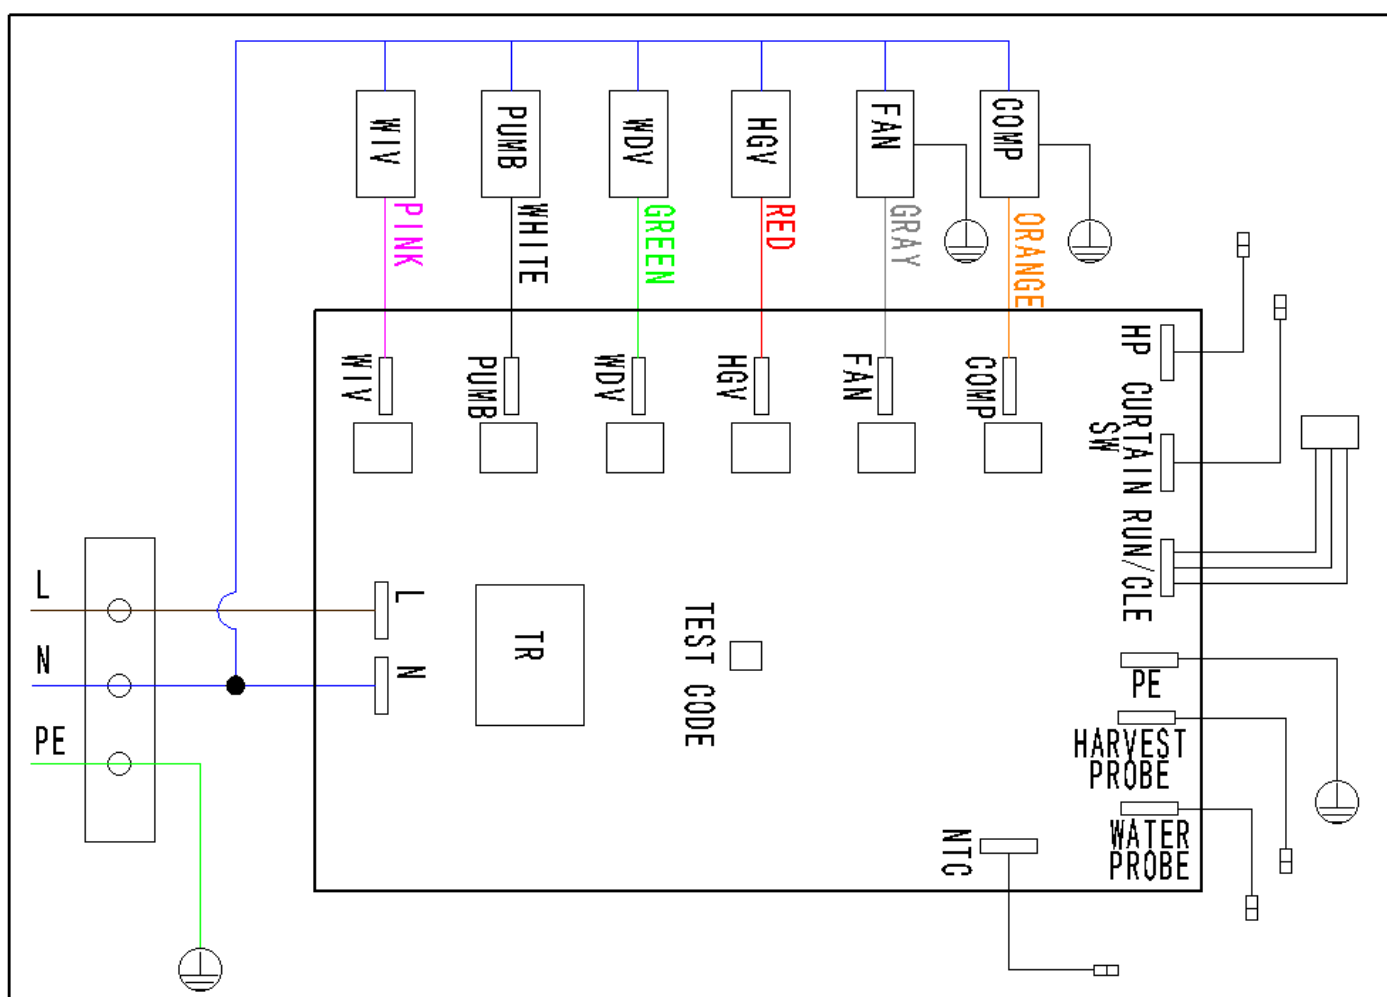 WIV
PUMB
WDV
HGV
FAN
COMP
PINK
WHITE
GREEN
RED
GRAY
ORANGE
WIV
PUMB
WDV
HGV
FAN
COMP
HP
CURTAIN
SW
RUN/CLE
L
N
PE
L
N
TR
TEST CODE
PE
HARVEST
PROBE
WATER
PROBE
NTC